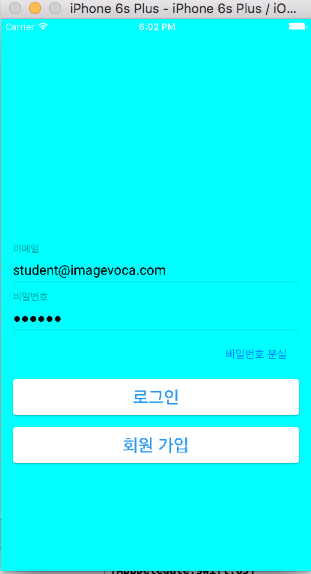 iPhone 6s Plus - iPhone 6s Plus / iO...
Carrier 6:02 PM
이메일
student@imagevoca.com
비밀번호
●●●●●●
비밀번호 분실
로그인
회원 가입